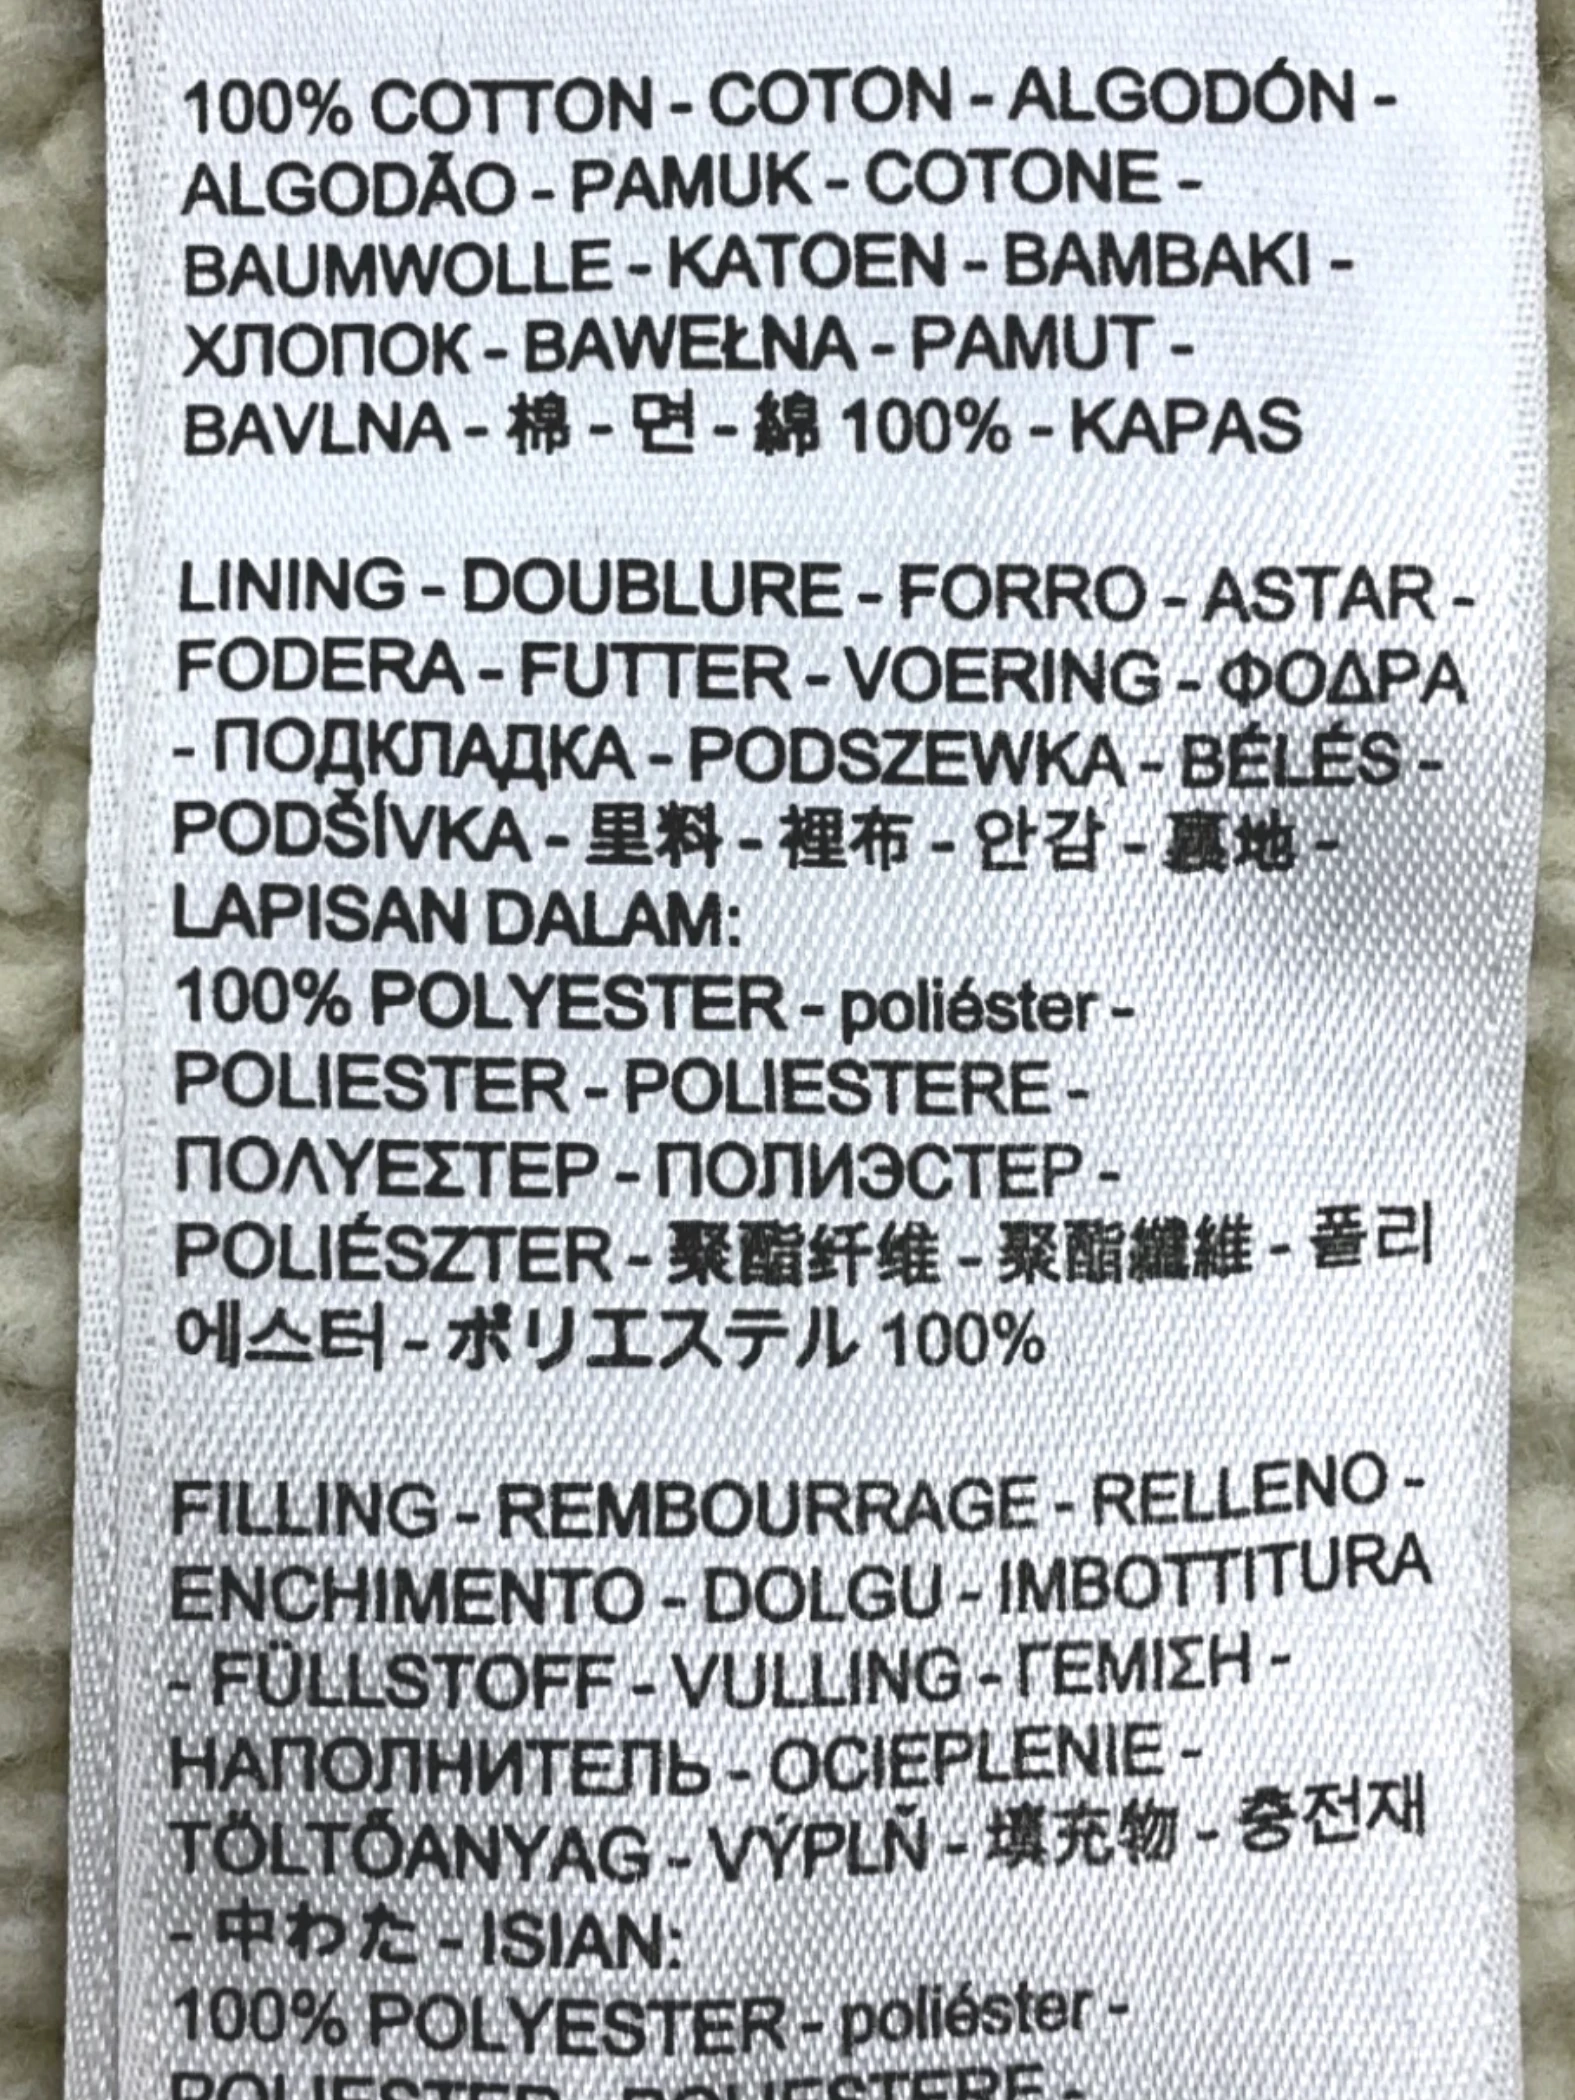 100% COTTON - COTON - ALGODÓN -
ALGODÃO - PAMUK - COTONE -
BAUMWOLLE - KATOEN - BAMBAKI -
ХЛОПОК - BAWEŁNA - PAMUT -
BAVLNA - 棉 - 면 - 綿 100% - KAPAS
LINING - DOUBLURE - FORRO - ASTAR -
FODERA - FUTTER - VOERING - ΦΟΔΡΑ
- ПОДКЛАДКА - PODSZEWKA - BÉLÉS -
PODŠÍVKA - 里料 - 裡布 - 안감 - 裏地 -
LAPISAN DALAM:
100% POLYESTER - poliéster -
POLIESTER - POLIESTERE -
ΠΟΛΥΕΣΤΕΡ - ПОЛИЭСТЕР -
POLIÉSZTER - 聚酯纤维 - 聚酯纖維 - 폴리
에스터 - ポリエステル 100%
FILLING - REMBOURRAGE - RELLENO -
ENCHIMENTO - DOLGU - IMBOTTITURA
- FÜLLSTOFF - VULLING - ΓΕΜΙΣΗ -
НАПОЛНИТЕЛЬ - OCIEPLENIE -
TÖLTŐANYAG - VÝPLŇ - 填充物 - 충전재
- 中わた - ISIAN:
100% POLYESTER - poliéster -
POLIESTER - POLIESTERE -